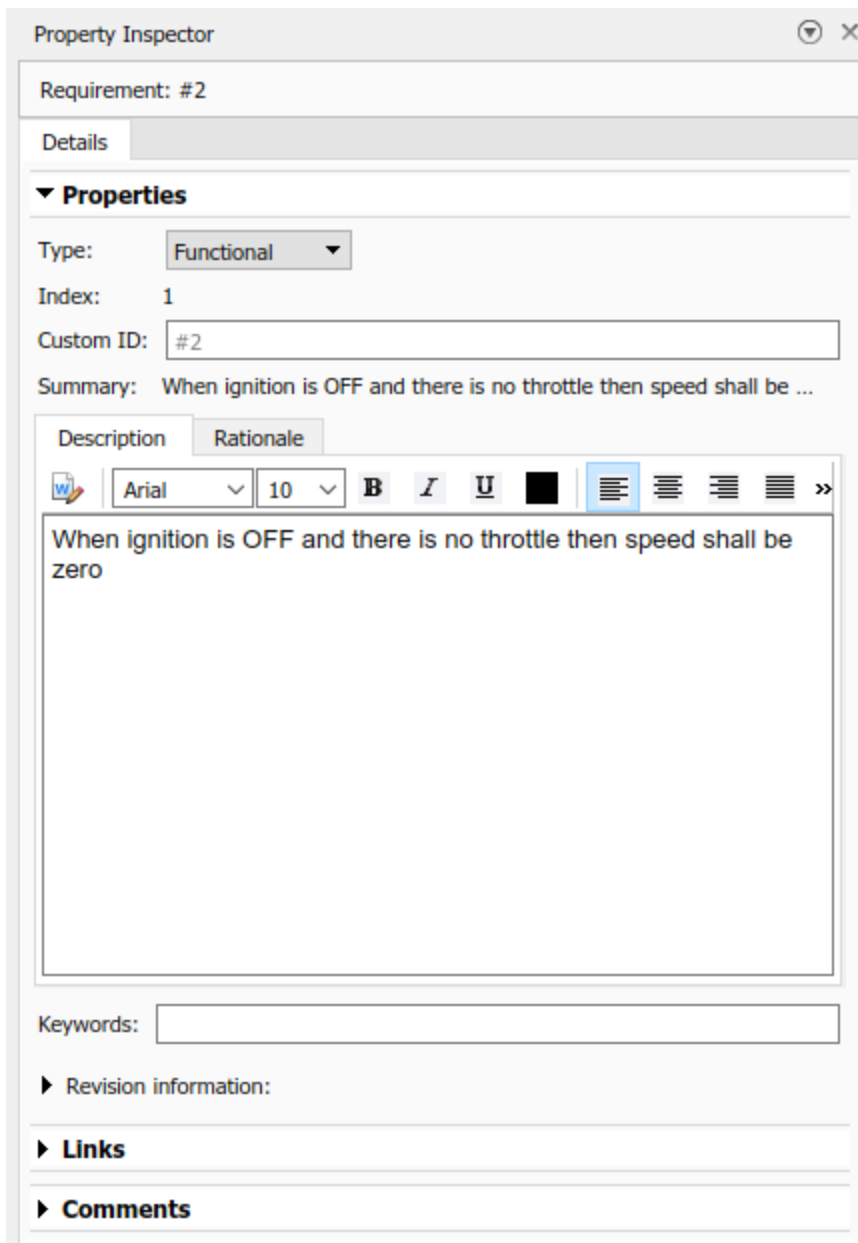 Property Inspector
Requirement: #2
Details
Properties
Type: Functional
Index: 1
Custom ID: #2
Summary: When ignition is OFF and there is no throttle then speed shall be ...
Description Rationale
Arial 10 B I U »
When ignition is OFF and there is no throttle then speed shall be
zero
Keywords:
Revision information:
Links
Comments